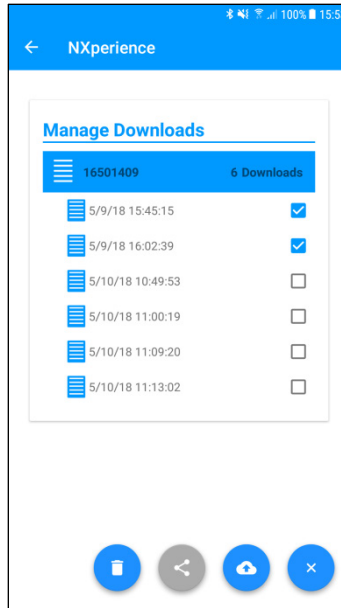 100% 15:5
NXperience
Manage Downloads
16501409 6 Downloads
5/9/18 15:45:15
5/9/18 16:02:39
5/10/18 10:49:53
5/10/18 11:00:19
5/10/18 11:09:20
5/10/18 11:13:02